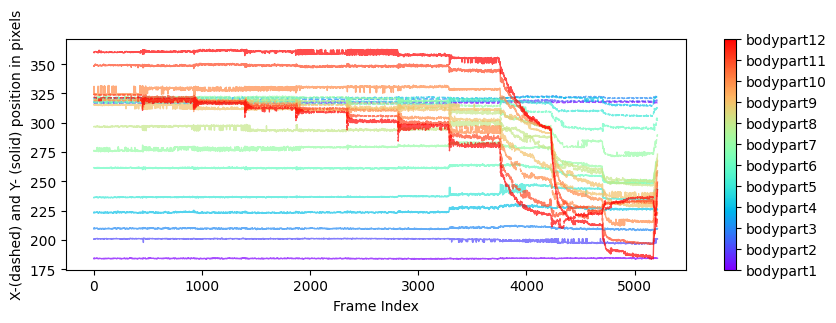 X-(dashed) and Y- (solid) position in pixels
350
325
300
275
250
225
200
175
0
1000
2000
3000
4000
5000
Frame Index
bodypart12
bodypart11
bodypart10
bodypart9
bodypart8
bodypart7
bodypart6
bodypart5
bodypart4
bodypart3
bodypart2
bodypart1